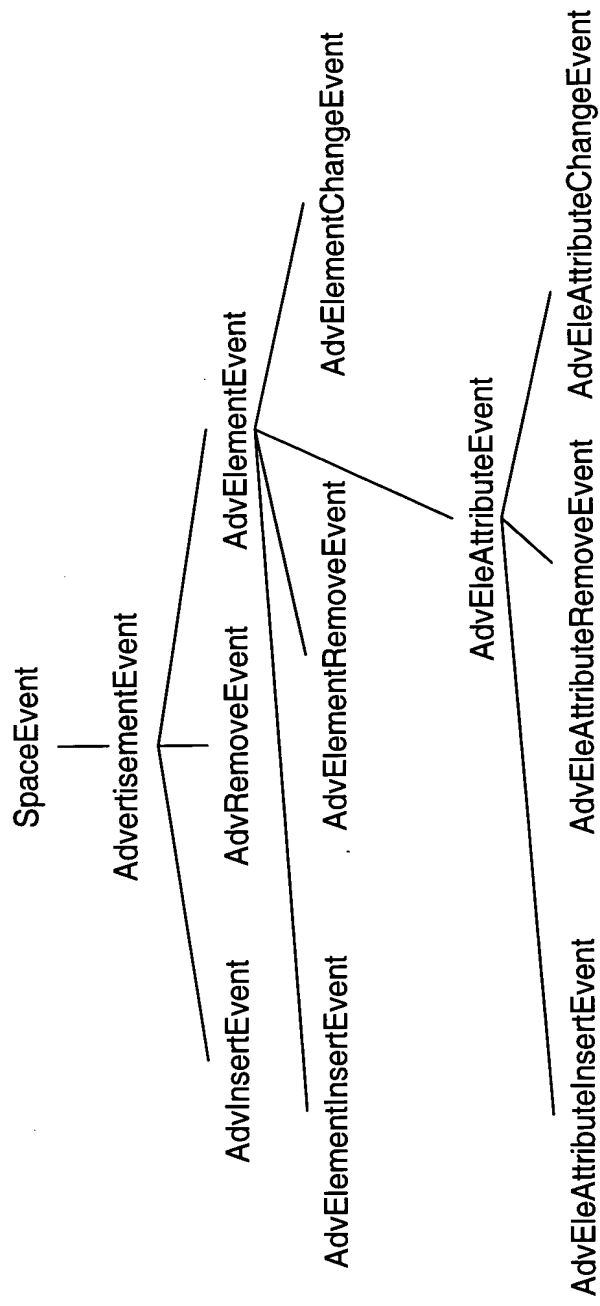 SpaceEvent
AdvertisementEvent
AdvInsertEvent
AdvRemoveEvent
AdvElementEvent
AdvElementInsertEvent
AdvElementRemoveEvent
AdvElementChangeEvent
AdvEleAttributeEvent
AdvEleAttributeInsertEvent
AdvEleAttributeRemoveEvent
AdvEleAttributeChangeEvent